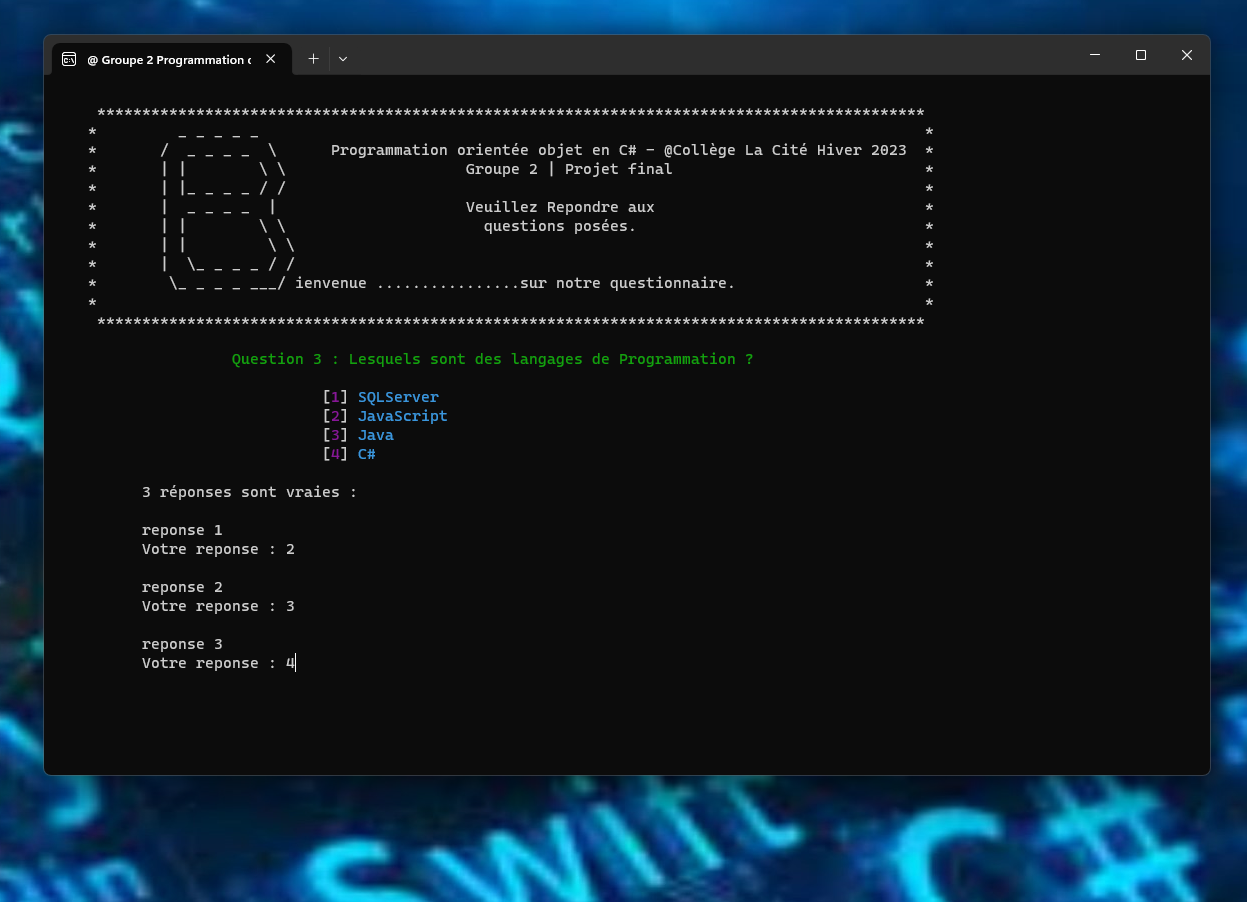 @ Groupe 2 Programmation
Programmation orientée objet en C# - @Collège La Cité Hiver 2023
Groupe 2 | Projet final
Veuillez Repondre aux
questions posées.
ienvenue ................sur notre questionnaire.
Question 3 : Lesquels sont des langages de Programmation ?
[1] SQLServer
[2] JavaScript
[3] Java
[4] C#
3 réponses sont vraies :
reponse 1
Votre reponse : 2
reponse 2
Votre reponse : 3
reponse 3
Votre reponse : 4
Swift
C#